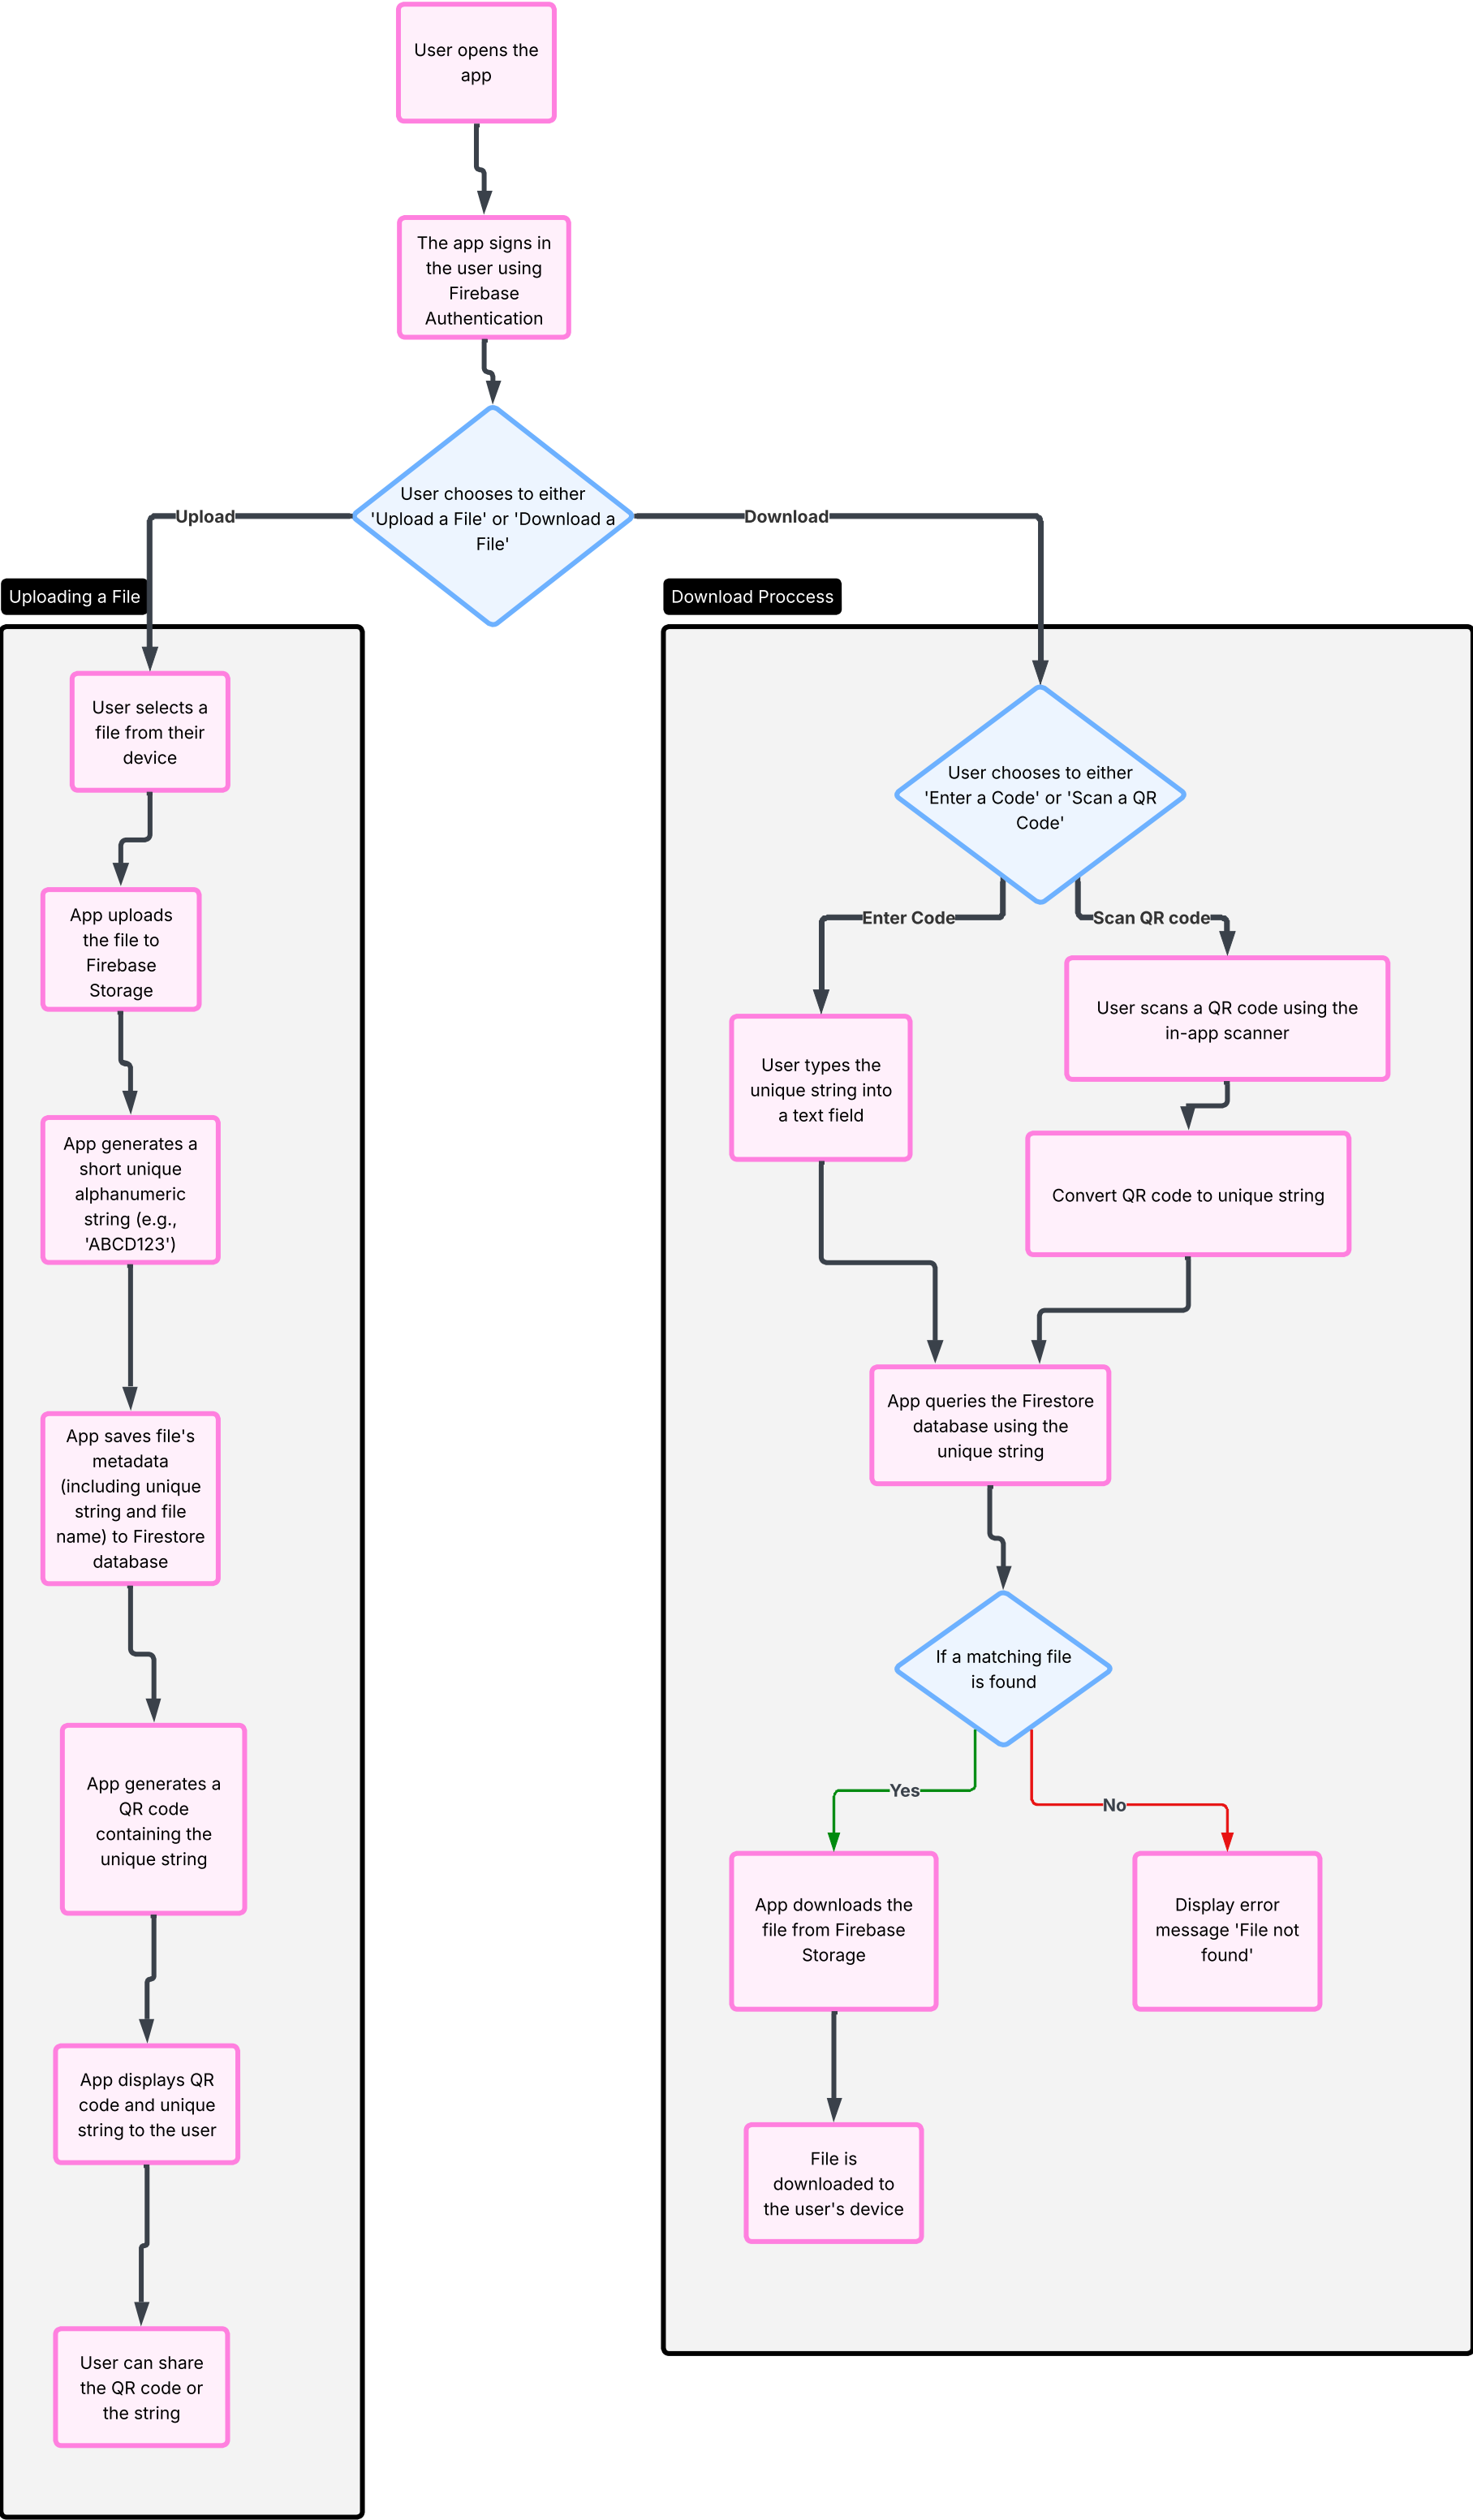 User opens the
app
The app signs in
the user using
Firebase
Authentication
User chooses to either
'Upload a File' or 'Download a
File'
Upload
Download
Uploading a File
User selects a
file from their
device
App uploads
the file to
Firebase
Storage
App generates a
short unique
alphanumeric
string (e.g.,
'ABCD123')
App saves file's
metadata
(including unique
string and file
name) to Firestore
database
App generates a
QR code
containing the
unique string
App displays QR
code and unique
string to the user
User can share
the QR code or
the string
Download Proccess
User chooses to either
'Enter a Code' or 'Scan a QR
Code'
Enter Code
Scan QR code
User types the
unique string into
a text field
User scans a QR code using the
in-app scanner
Convert QR code to unique string
App queries the Firestore
database using the
unique string
If a matching file
is found
Yes
No
App downloads the
file from Firebase
Storage
Display error
message 'File not
found'
File is
downloaded to
the user's device